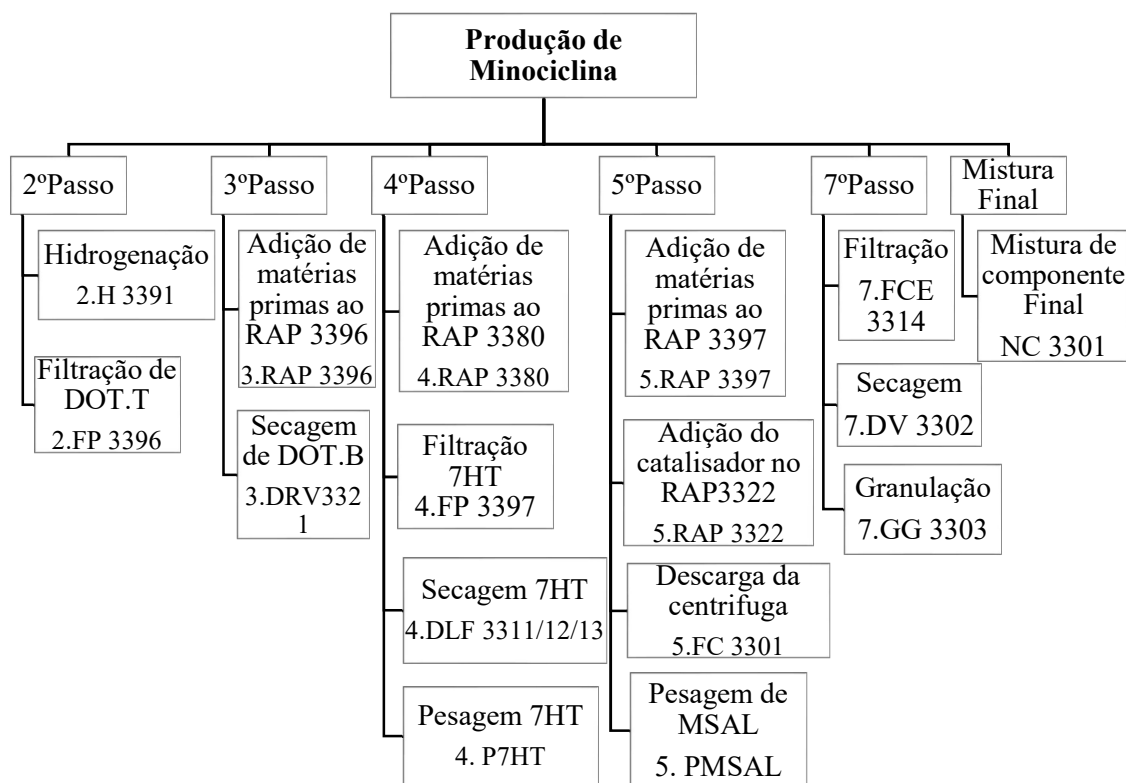 Produção de
Minociclina
2ºPasso
Hidrogenação
2.H 3391
Filtração de
DOT.T
2.FP 3396
3ºPasso
Adição de
matérias
primas ao
RAP 3396
3.RAP 3396
Secagem
de DOT.B
3.DRV332
1
4ºPasso
Adição de
matérias
primas ao
RAP 3380
4.RAP 3380
Filtração
7HT
4.FP 3397
Secagem 7HT
4.DLF 3311/12/13
Pesagem 7HT
4. P7HT
5ºPasso
Adição de
matérias
primas ao
RAP 3397
5.RAP 3397
Adição do
catalisador no
RAP3322
5.RAP 3322
Descarga da
centrifuga
5.FC 3301
Pesagem de
MSAL
5. PMSAL
7ºPasso
Filtração
7.FCE
3314
Secagem
7.DV 3302
Granulação
7.GG 3303
Mistura
Final
Mistura de
componente
Final
NC 3301